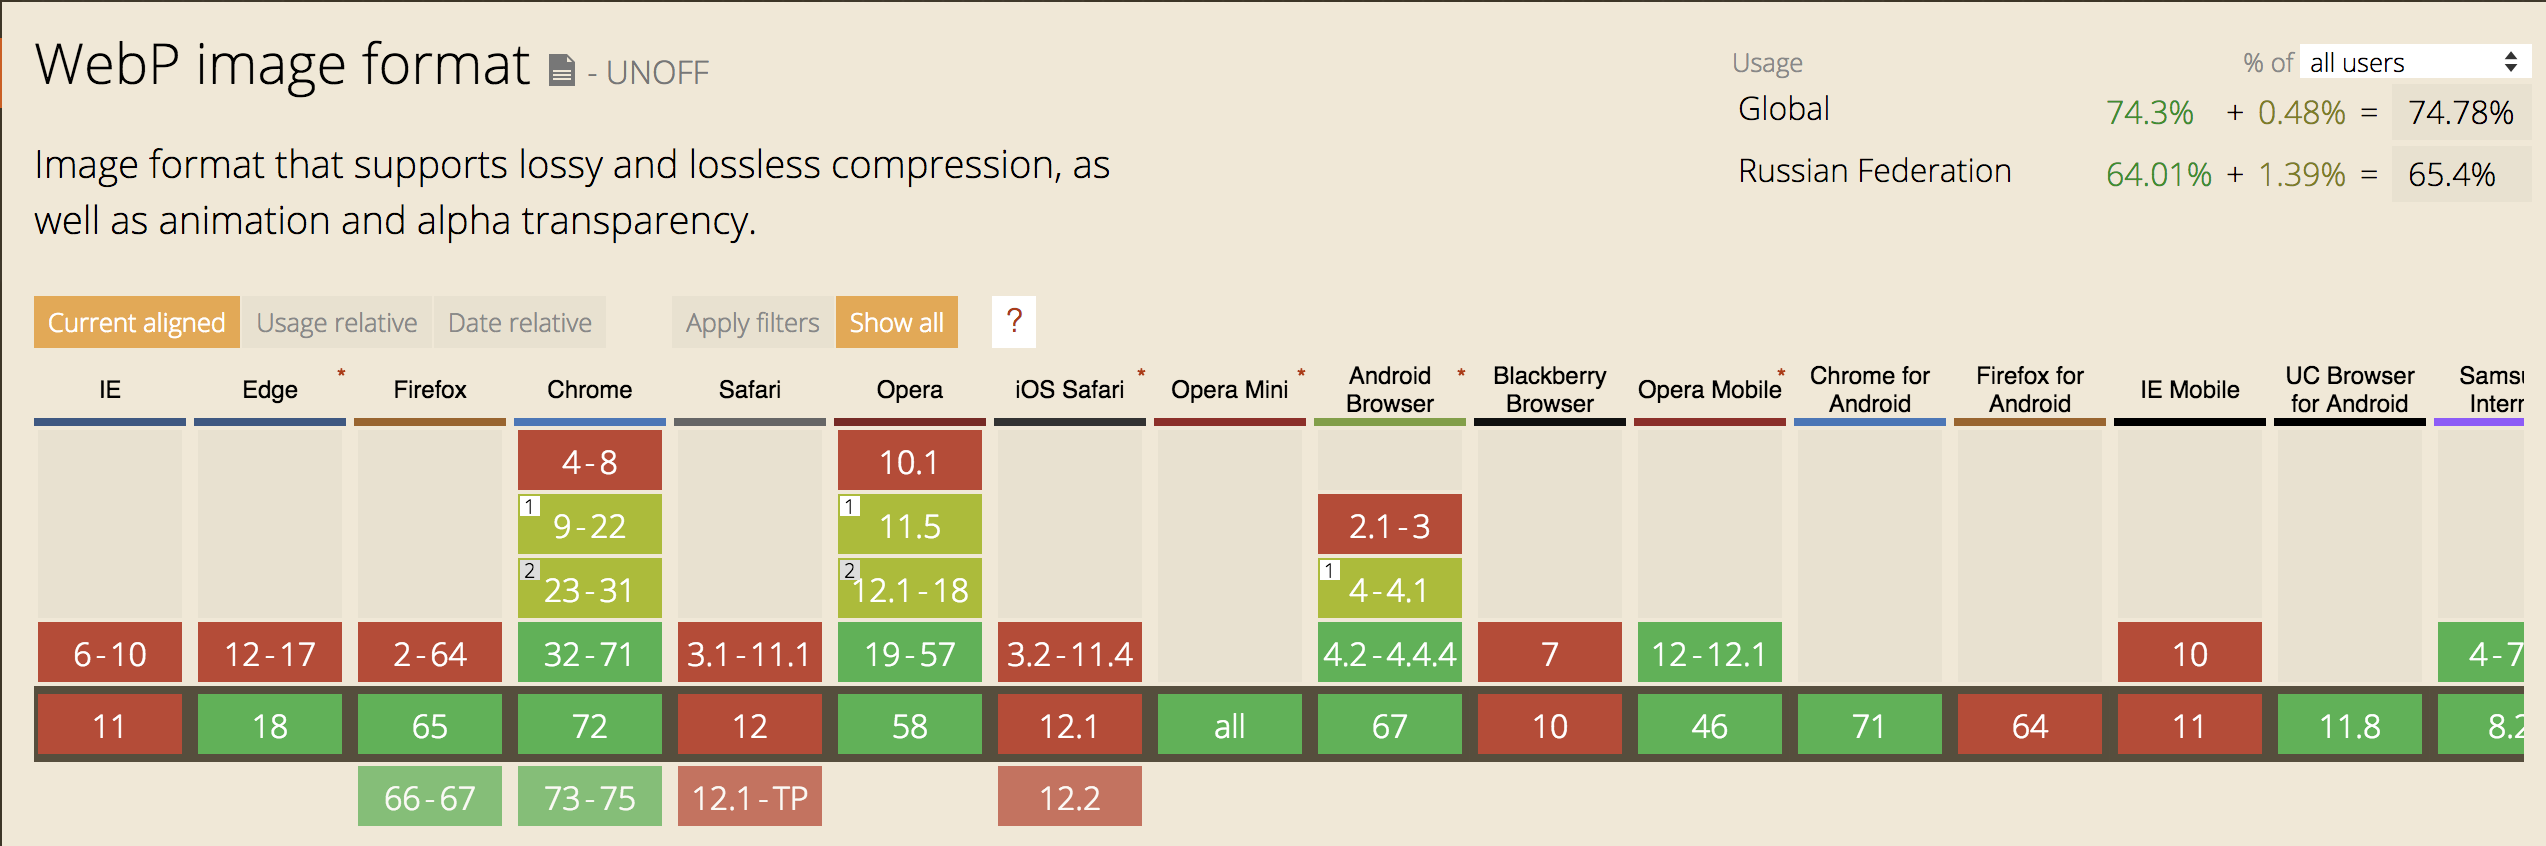 WebP image format - UNOFF
Image format that supports lossy and lossless compression, as
well as animation and alpha transparency.
Usage % of all users
Global 74.3% + 0.48% = 74.78%
Russian Federation 64.01% + 1.39% = 65.4%
Current aligned Usage relative Date relative Apply filters Show all ?
IE Edge * Firefox Chrome Safari Opera iOS Safari * Opera Mini * Android Browser * Blackberry Browser Opera Mobile * Chrome for Android Firefox for Android IE Mobile UC Browser for Android
4-8 10.1
1 9-22 1 11.5 2.1-3
2 23-31 2 12.1-18 1 4-4.1
6-10 12-17 2-64 32-71 3.1-11.1 19-57 3.2-11.4 4.2-4.4.4 7 12-12.1 10 4-7
11 18 65 72 12 58 12.1 all 67 10 46 71 64 11 11.8 8.2
66-67 73-75 12.1-TP 12.2